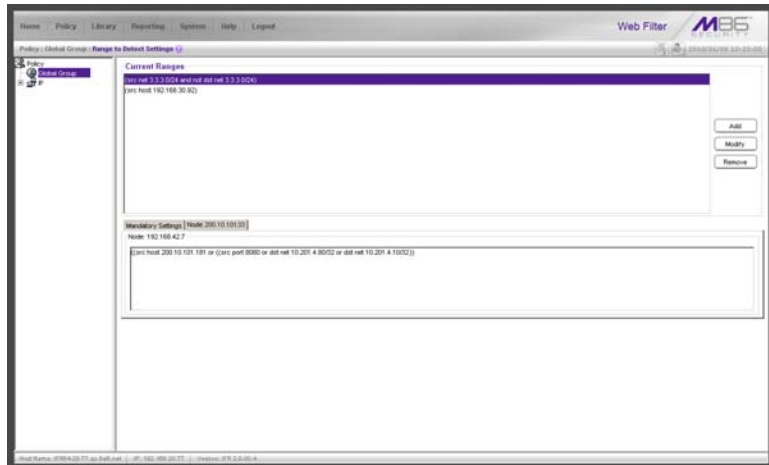 Home Policy Library Reporting System Help Logout
Web Filter
M86
SECURITY
Policy : Global Group : Range to Detect Settings
Policy
Global Group
IP
Current Ranges
(src net 3.3.3.0/24 and not dst net 3.3.3.0/24)
(src host 192.168.30.92)
Add
Modify
Remove
Mandatory Settings
Node 200.10.101.33
Node: 192.168.42.7
((src host 200.10.101.191 or ((src port 8080 or dst net 10.201.4.80/32 or dst net 10.201.4.10/32))
Host Name: